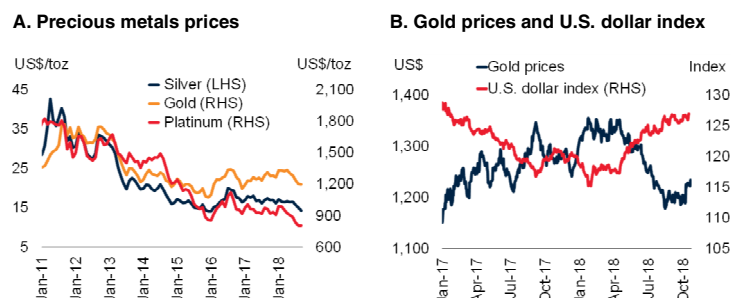 A. Precious metals prices
US$/toz
US$/toz
Silver (LHS)
Gold (RHS)
Platinum (RHS)
45
35
25
15
5
2,100
1,800
1,500
1,200
900
600
Jan-11
Jan-12
Jan-13
Jan-14
Jan-15
Jan-16
Jan-17
Jan-18
B. Gold prices and U.S. dollar index
US$
Index
Gold prices
U.S. dollar index (RHS)
1,400
1,300
1,200
1,100
130
125
120
115
110
105
Jan-17
Apr-17
Jul-17
Oct-17
Jan-18
Apr-18
Jul-18
Oct-18